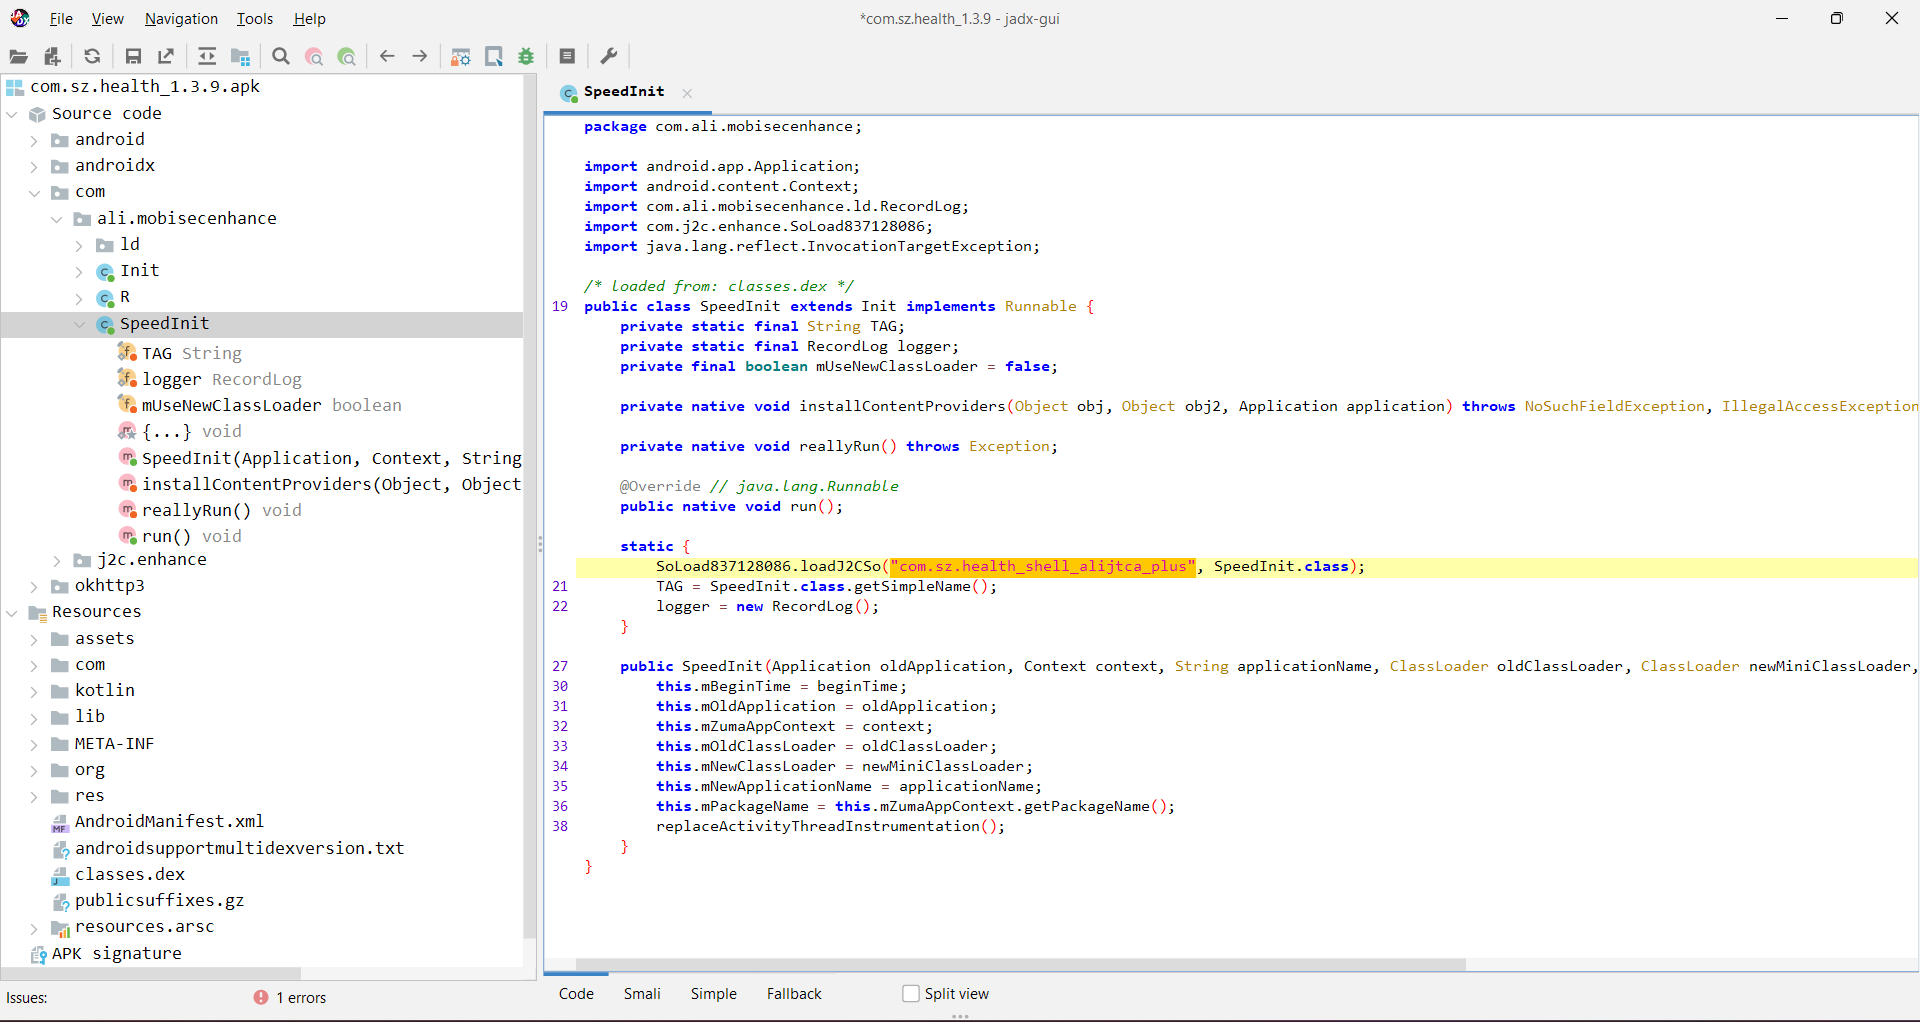 *com.sz.health_1.3.9 - jadx-gui
File View Navigation Tools Help
com.sz.health_1.3.9.apk
Source code
android
androidx
com
ali.mobisecenhance
ld
Init
R
SpeedInit
TAG String
logger RecordLog
mUseNewClassLoader boolean
{...} void
SpeedInit(Application, Context, String
installContentProviders(Object, Object
reallyRun() void
run() void
j2c.enhance
okhttp3
Resources
assets
com
kotlin
lib
META-INF
org
res
AndroidManifest.xml
androidsupportmultidexversion.txt
classes.dex
publicsuffixes.gz
resources.arsc
APK signature
Issues: 1 errors
SpeedInit
package com.ali.mobisecenhance;
import android.app.Application;
import android.content.Context;
import com.ali.mobisecenhance.ld.RecordLog;
import com.j2c.enhance.SoLoad837128086;
import java.lang.reflect.InvocationTargetException;
/* loaded from: classes.dex */
19 public class SpeedInit extends Init implements Runnable {
private static final String TAG;
private static final RecordLog logger;
private final boolean mUseNewClassLoader = false;
private native void installContentProviders(Object obj, Object obj2, Application application) throws NoSuchFieldException, IllegalAccessException
private native void reallyRun() throws Exception;
@Override // java.lang.Runnable
public native void run();
static {
SoLoad837128086.loadJ2CSo("com.sz.health_shell_alijtca_plus", SpeedInit.class);
21 TAG = SpeedInit.class.getSimpleName();
22 logger = new RecordLog();
}
27 public SpeedInit(Application oldApplication, Context context, String applicationName, ClassLoader oldClassLoader, ClassLoader newMiniClassLoader,
30 this.mBeginTime = beginTime;
31 this.mOldApplication = oldApplication;
32 this.mZumaAppContext = context;
33 this.mOldClassLoader = oldClassLoader;
34 this.mNewClassLoader = newMiniClassLoader;
35 this.mNewApplicationName = applicationName;
36 this.mPackageName = this.mZumaAppContext.getPackageName();
38 replaceActivityThreadInstrumentation();
}
}
Code Smali Simple Fallback Split view